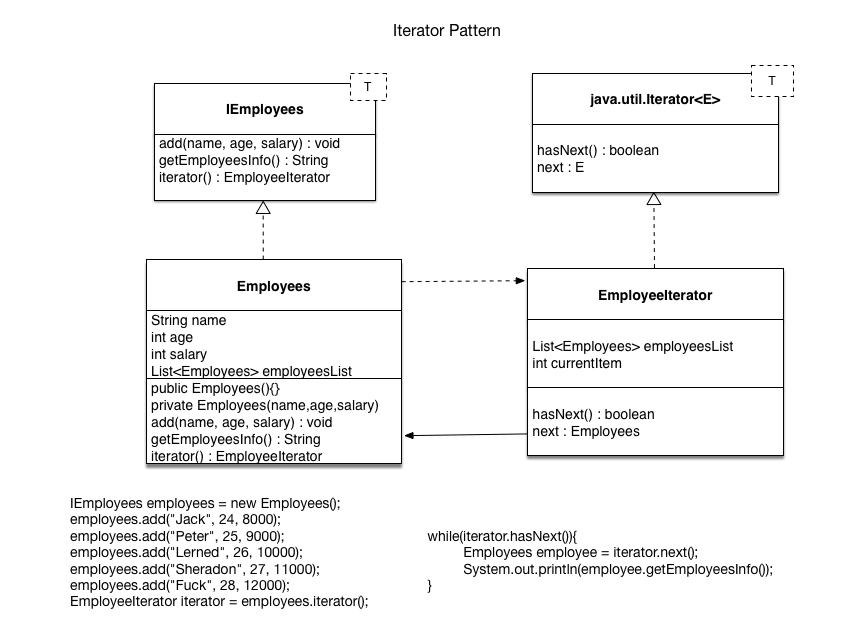 Iterator Pattern
T
IEmployees
add(name, age, salary) : void
getEmployeesInfo() : String
iterator() : EmployeeIterator
T
java.util.Iterator<E>
hasNext() : boolean
next : E
Employees
String name
int age
int salary
List<Employees> employeesList
public Employees(){}
private Employees(name,age,salary)
add(name, age, salary) : void
getEmployeesInfo() : String
iterator() : EmployeeIterator
EmployeeIterator
List<Employees> employeesList
int currentItem
hasNext() : boolean
next : Employees
IEmployees employees = new Employees();
employees.add("Jack", 24, 8000);
employees.add("Peter", 25, 9000);
employees.add("Lerned", 26, 10000);
employees.add("Sheradon", 27, 11000);
employees.add("Fuck", 28, 12000);
EmployeeIterator iterator = employees.iterator();
while(iterator.hasNext()){
Employees employee = iterator.next();
System.out.println(employee.getEmployeesInfo());
}